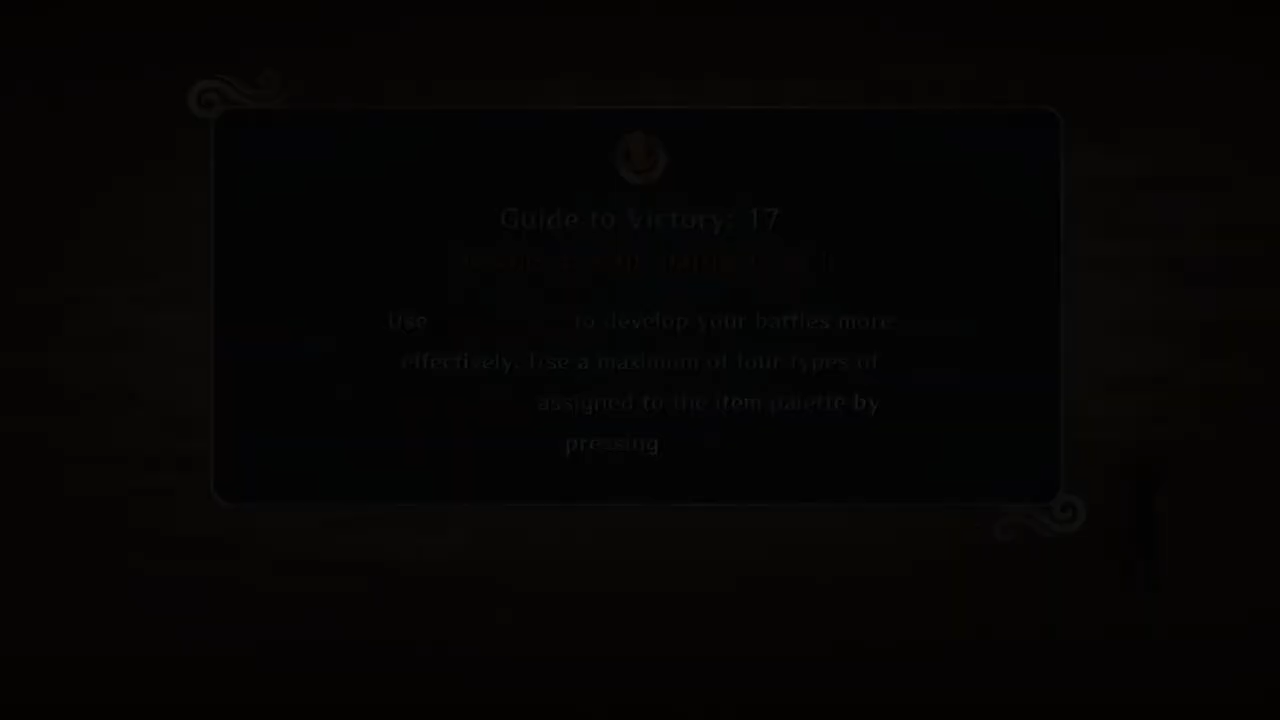 Guide to Victory: 17
Use to develop your battles more
effectively. Use a maximum of four types of
assigned to the item palette by
pressing